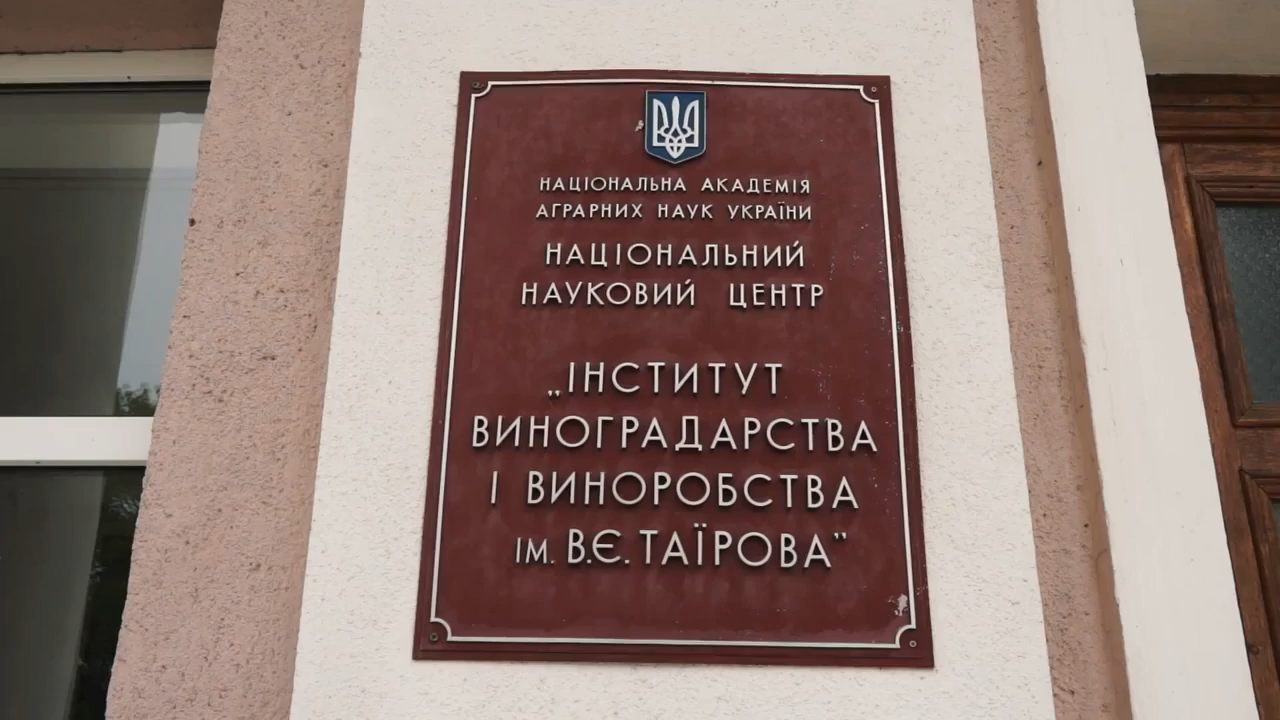 НАЦІОНАЛЬНА АКАДЕМІЯ
АГРАРНИХ НАУК УКРАЇНИ
НАЦІОНАЛЬНИЙ
НАУКОВИЙ ЦЕНТР
„ІНСТИТУТ
ВИНОГРАДАРСТВА
І ВИНОРОБСТВА
ІМ. В.Є. ТАЇРОВА”